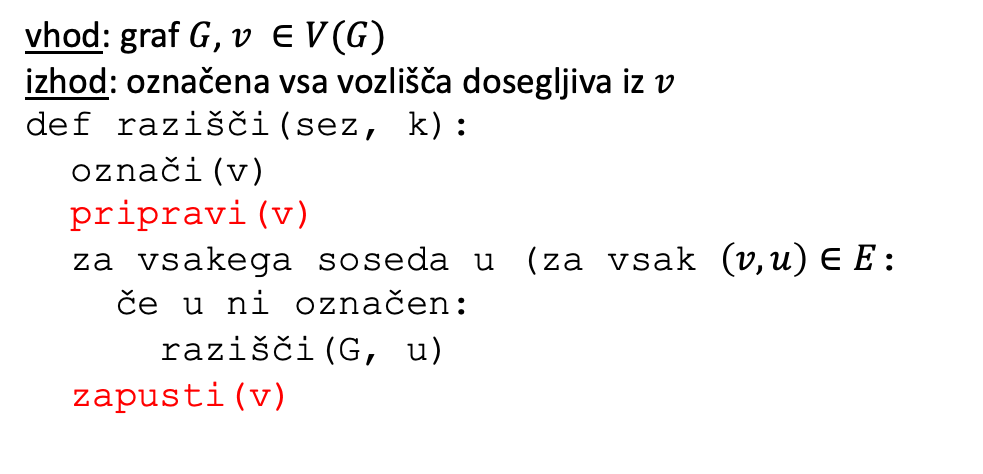 vhod: graf G, v ∈ V(G)
izhod: označena vsa vozlišča dosegljiva iz v
def razišči(sez, k):
označi(v)
pripravi(v)
za vsakega soseda u (za vsak (v,u) ∈ E:
če u ni označen:
razišči(G, u)
zapusti(v)